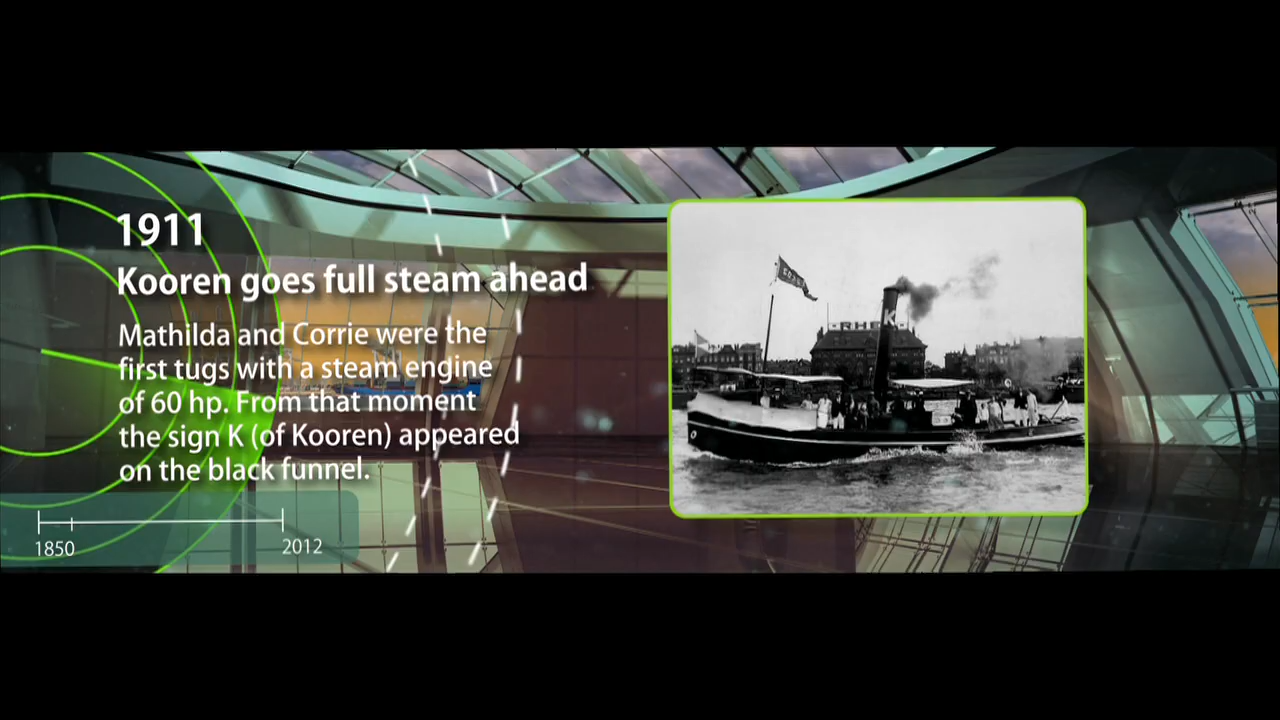 1911
Kooren goes full steam ahead
Mathilda and Corrie were the
first tugs with a steam engine
of 60 hp. From that moment
the sign K (of Kooren) appeared
on the black funnel.
1850
2012
K